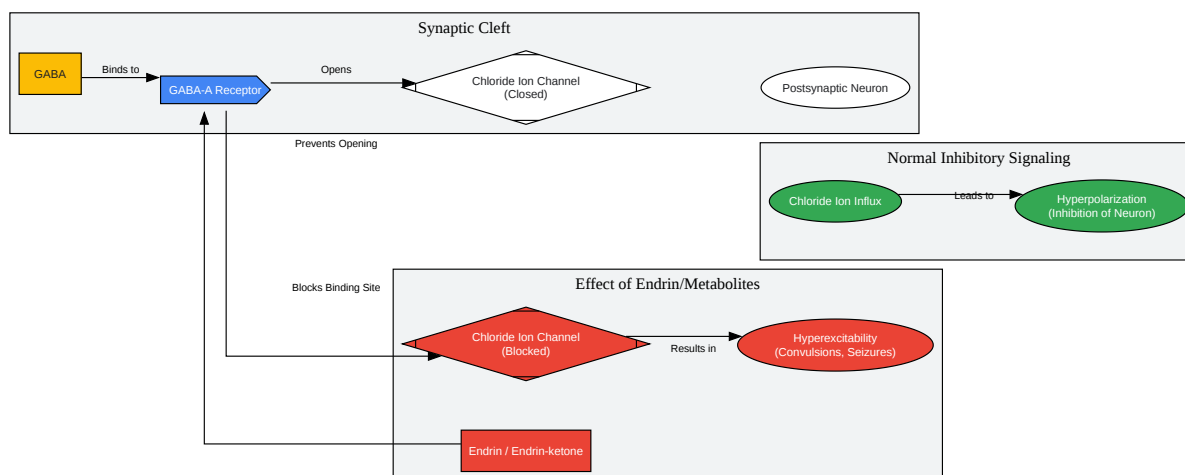 Synaptic Cleft
GABA
Binds to
GABA-A Receptor
Opens
Chloride Ion Channel
(Closed)
Postsynaptic Neuron
Prevents Opening
Normal Inhibitory Signaling
Chloride Ion Influx
Leads to
Hyperpolarization
(Inhibition of Neuron)
Blocks Binding Site
Effect of Endrin/Metabolites
Chloride Ion Channel
(Blocked)
Results in
Hyperexcitability
(Convulsions, Seizures)
Endrin / Endrin-ketone